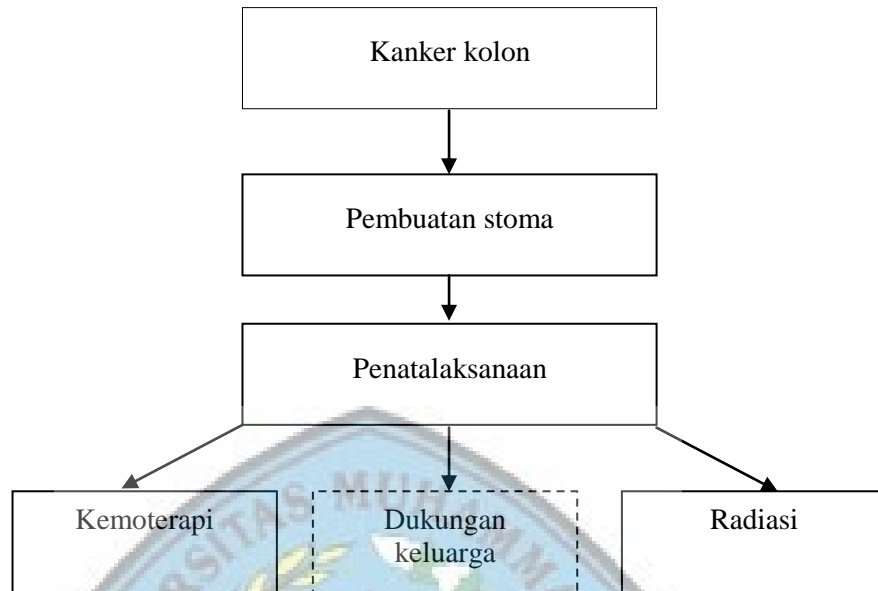 Kanker kolon
Pembuatan stoma
Penatalaksanaan
Kemoterapi
Dukungan
keluarga
Radiasi